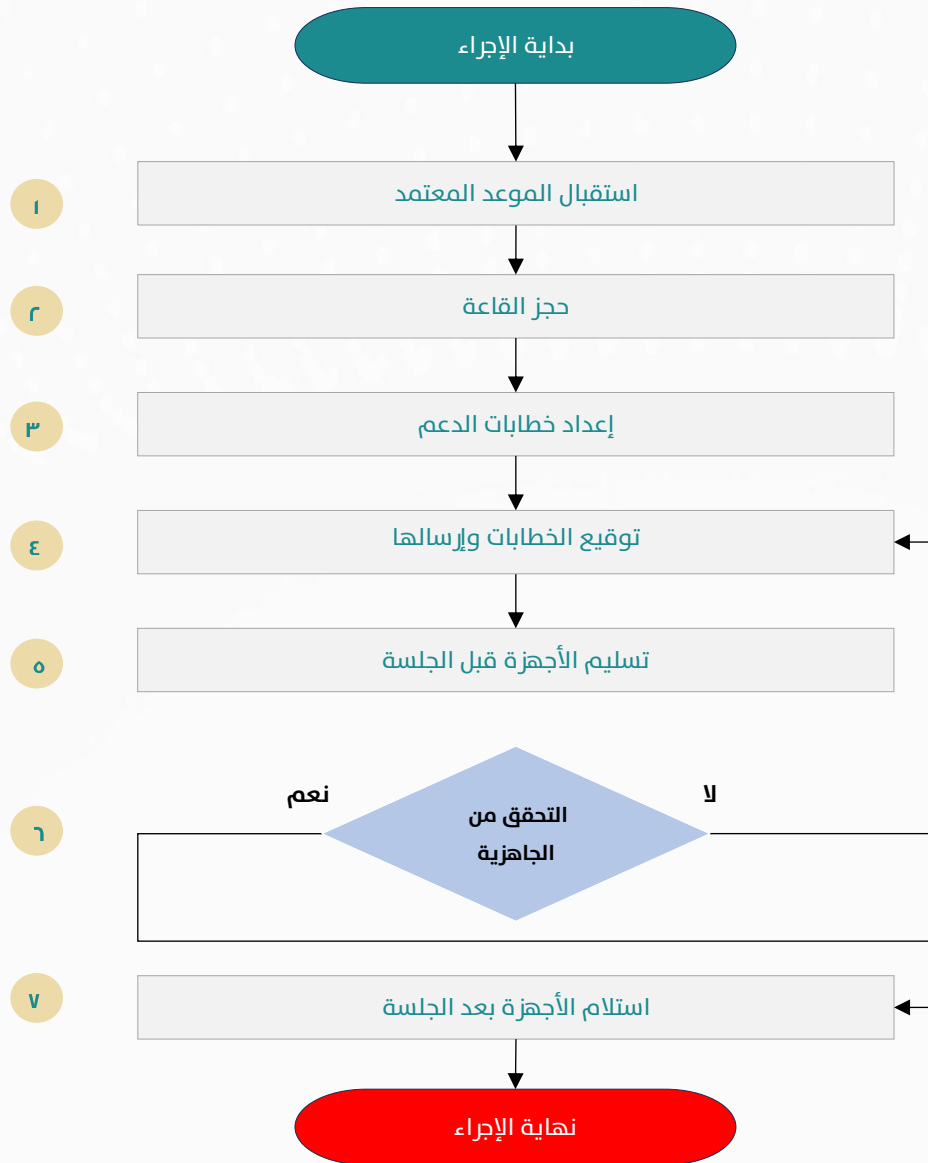 بداية الإجراء
١
استقبال الموعد المعتمد
٢
حجز القاعة
٣
إعداد خطابات الدعم
٤
توقيع الخطابات وإرسالها
٥
تسليم الأجهزة قبل الجلسة
لا
نعم
٦
التحقق من
الجاهزية
٧
استلام الأجهزة بعد الجلسة
نهاية الإجراء